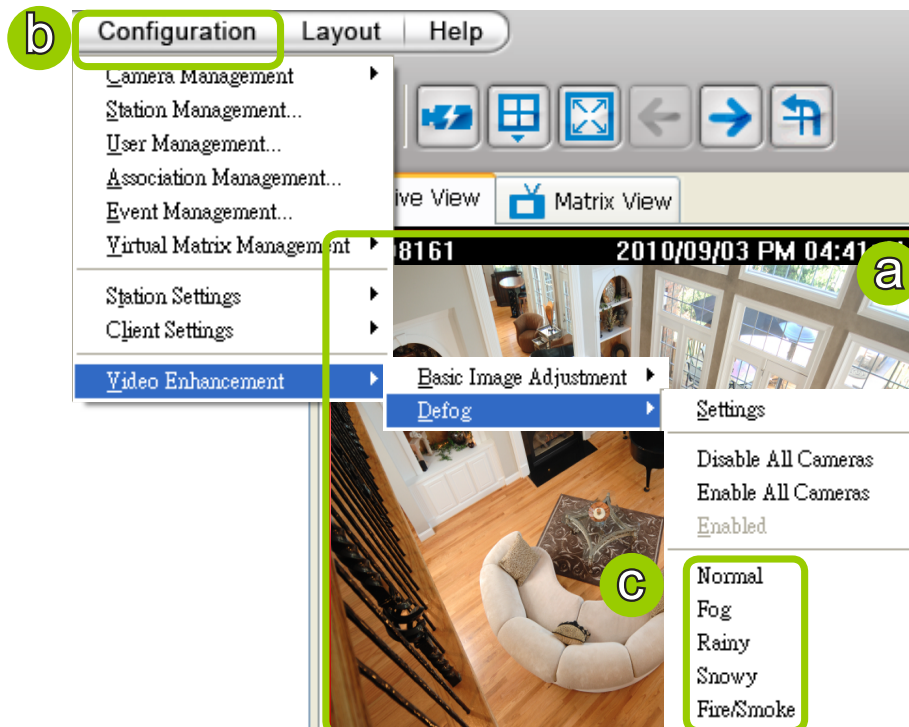 b
Configuration Layout Help
Camera Management
Station Management...
User Management...
Association Management...
Event Management...
Virtual Matrix Management
Station Settings
Client Settings
Video Enhancement
ive View
Matrix View
8161 2010/09/03 PM 04:41
a
Basic Image Adjustment
Defog
Settings
Disable All Cameras
Enable All Cameras
Enabled
c
Normal
Fog
Rainy
Snowy
Fire/Smoke